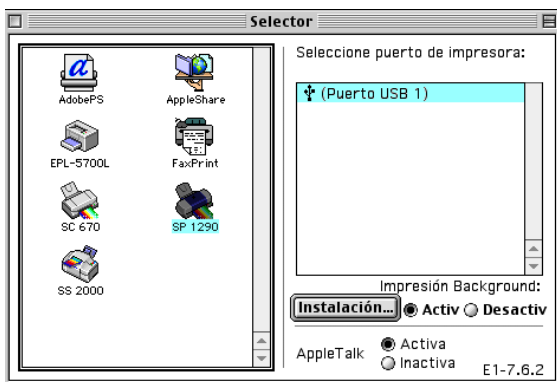 Selector
AdobePS
AppleShare
EPL-5700L
FaxPrint
SC 670
SP 1290
SS 2000
Seleccione puerto de impresora:
(Puerto USB 1)
Impresión Background:
Instalación... Activ Desactiv
AppleTalk Activa
Inactiva
E1-7.6.2